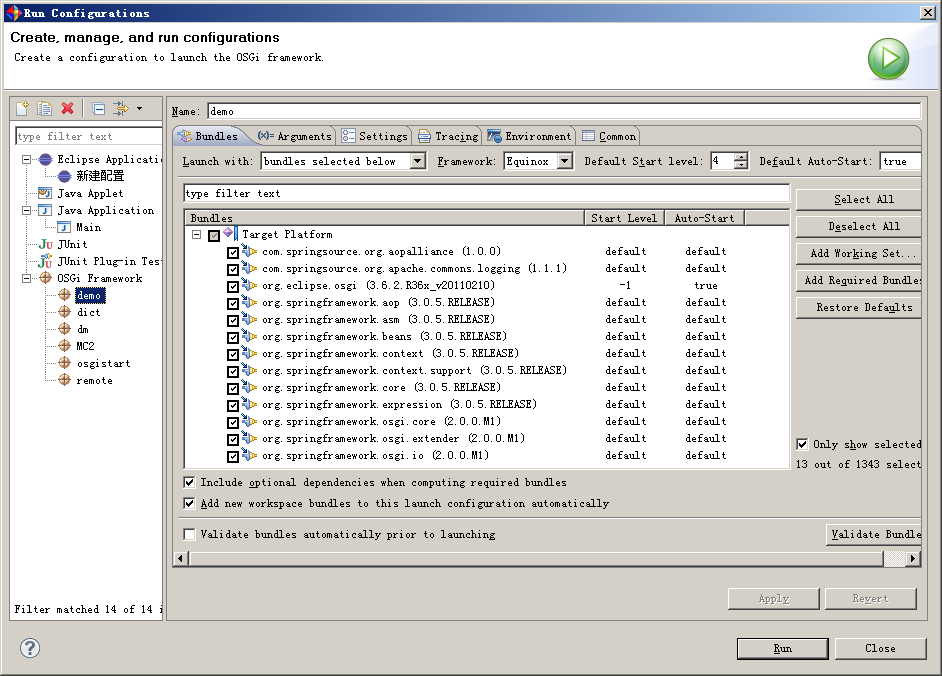 Run Configurations
Create, manage, and run configurations
Create a configuration to launch the OSGi framework.
type filter text
Eclipse Applicati
新建配置
Java Applet
Java Application
Main
JUnit
JUnit Plug-in Test
OSGi Framework
demo
dict
dm
MC2
osgistart
remote
Filter matched 14 of 14 i
Name: demo
Bundles (x)= Arguments Settings Tracing Environment Common
Launch with: bundles selected below Framework: Equinox Default Start level: 4 Default Auto-Start: true
type filter text
Bundles Start Level Auto-Start
Target Platform
com.springsource.org.aopalliance (1.0.0) default default
com.springsource.org.apache.commons.logging (1.1.1) default default
org.eclipse.osgi (3.6.2.R36x_v20110210) -1 true
org.springframework.aop (3.0.5.RELEASE) default default
org.springframework.asm (3.0.5.RELEASE) default default
org.springframework.beans (3.0.5.RELEASE) default default
org.springframework.context (3.0.5.RELEASE) default default
org.springframework.context.support (3.0.5.RELEASE) default default
org.springframework.core (3.0.5.RELEASE) default default
org.springframework.expression (3.0.5.RELEASE) default default
org.springframework.osgi.core (2.0.0.M1) default default
org.springframework.osgi.extender (2.0.0.M1) default default
org.springframework.osgi.io (2.0.0.M1) default default
Select All
Deselect All
Add Working Set...
Add Required Bundles
Restore Defaults
Only show selected
13 out of 1343 select
Include optional dependencies when computing required bundles
Add new workspace bundles to this launch configuration automatically
Validate bundles automatically prior to launching
Validate Bundle
Apply Revert
Run Close